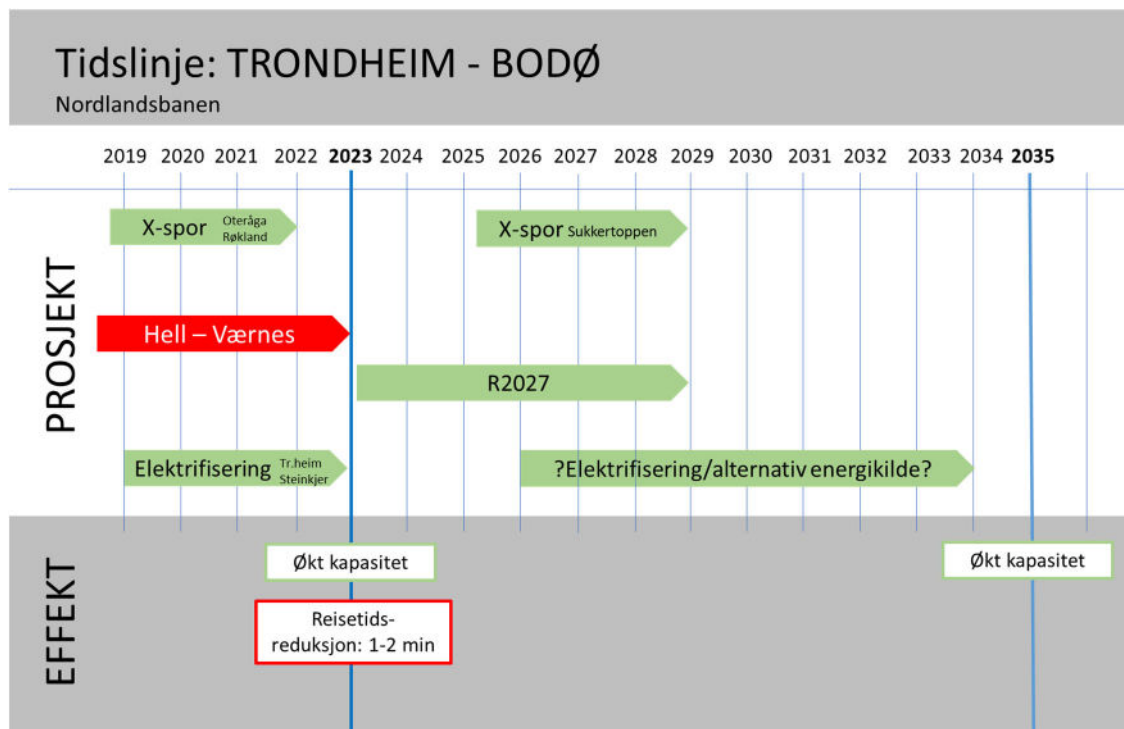 Tidslinje: TRONDHEIM - BODØ
Nordlandsbanen
2019 2020 2021 2022 2023 2024 2025 2026 2027 2028 2029 2030 2031 2032 2033 2034 2035
PROSJEKT
X-spor Oteråga
Røkland
X-spor Sukkertoppen
Hell – Værnes
R2027
Elektrifisering Tr.heim
Steinkjer
?Elektrifisering/alternativ energikilde?
EFFEKT
Økt kapasitet
Økt kapasitet
Reisetids-
reduksjon: 1-2 min